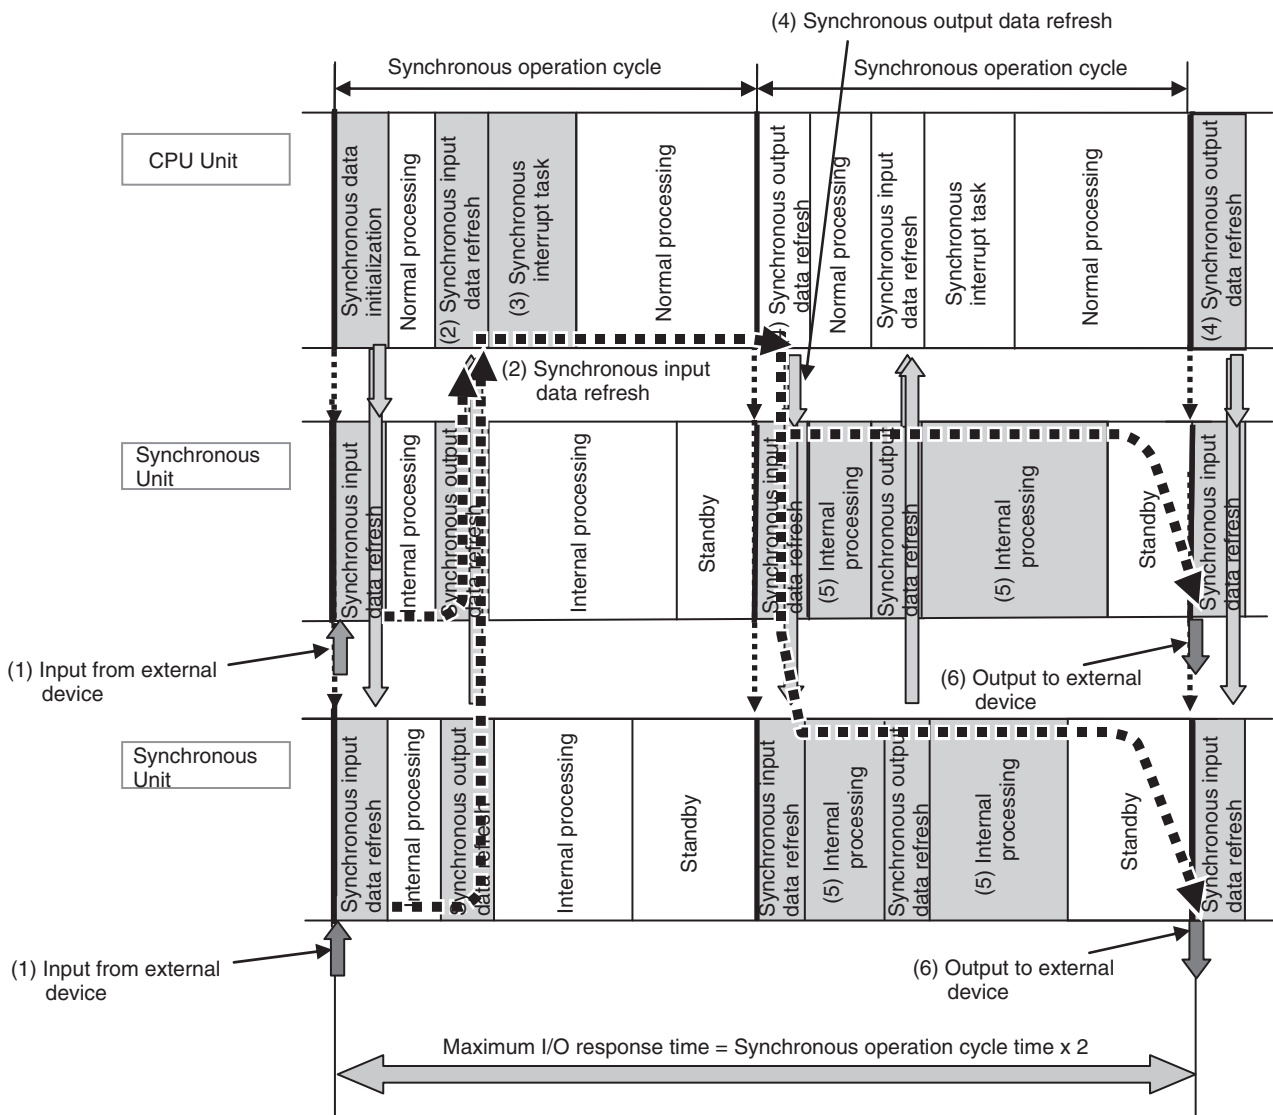 (4) Synchronous output data refresh
Synchronous operation cycle
Synchronous operation cycle
CPU Unit
Synchronous data
initialization
Normal processing
(2) Synchronous input
data refresh
(3) Synchronous
interrupt task
Normal processing
(4) Synchronous output
data refresh
Normal processing
Synchronous input
data refresh
Synchronous
interrupt task
Normal processing
(4) Synchronous output
data refresh
(2) Synchronous input
data refresh
Synchronous
Unit
Synchronous input
data refresh
Internal processing
Synchronous output
data refresh
Internal processing
Standby
Synchronous input
data refresh
(5) Internal
processing
Synchronous output
data refresh
(5) Internal
processing
Standby
Synchronous input
data refresh
(1) Input from external
device
(6) Output to external
device
Synchronous
Unit
Synchronous input
data refresh
Internal processing
Synchronous output
data refresh
Internal processing
Standby
Synchronous input
data refresh
(5) Internal
processing
Synchronous output
data refresh
(5) Internal
processing
Standby
Synchronous input
data refresh
(1) Input from external
device
(6) Output to external
device
Maximum I/O response time = Synchronous operation cycle time x 2